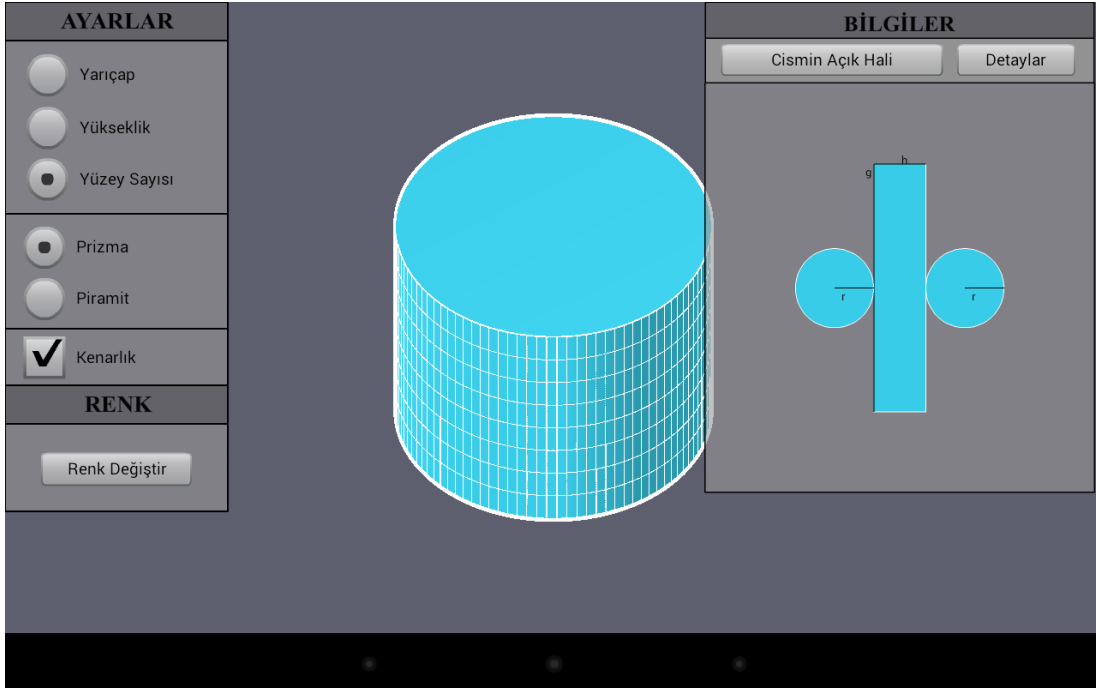 AYARLAR
Yarıçap
Yükseklik
Yüzey Sayısı
Prizma
Piramit
Kenarlık
RENK
Renk Değiştir
BİLGİLER
Cismin Açık Hali
Detaylar
h
g
r
r